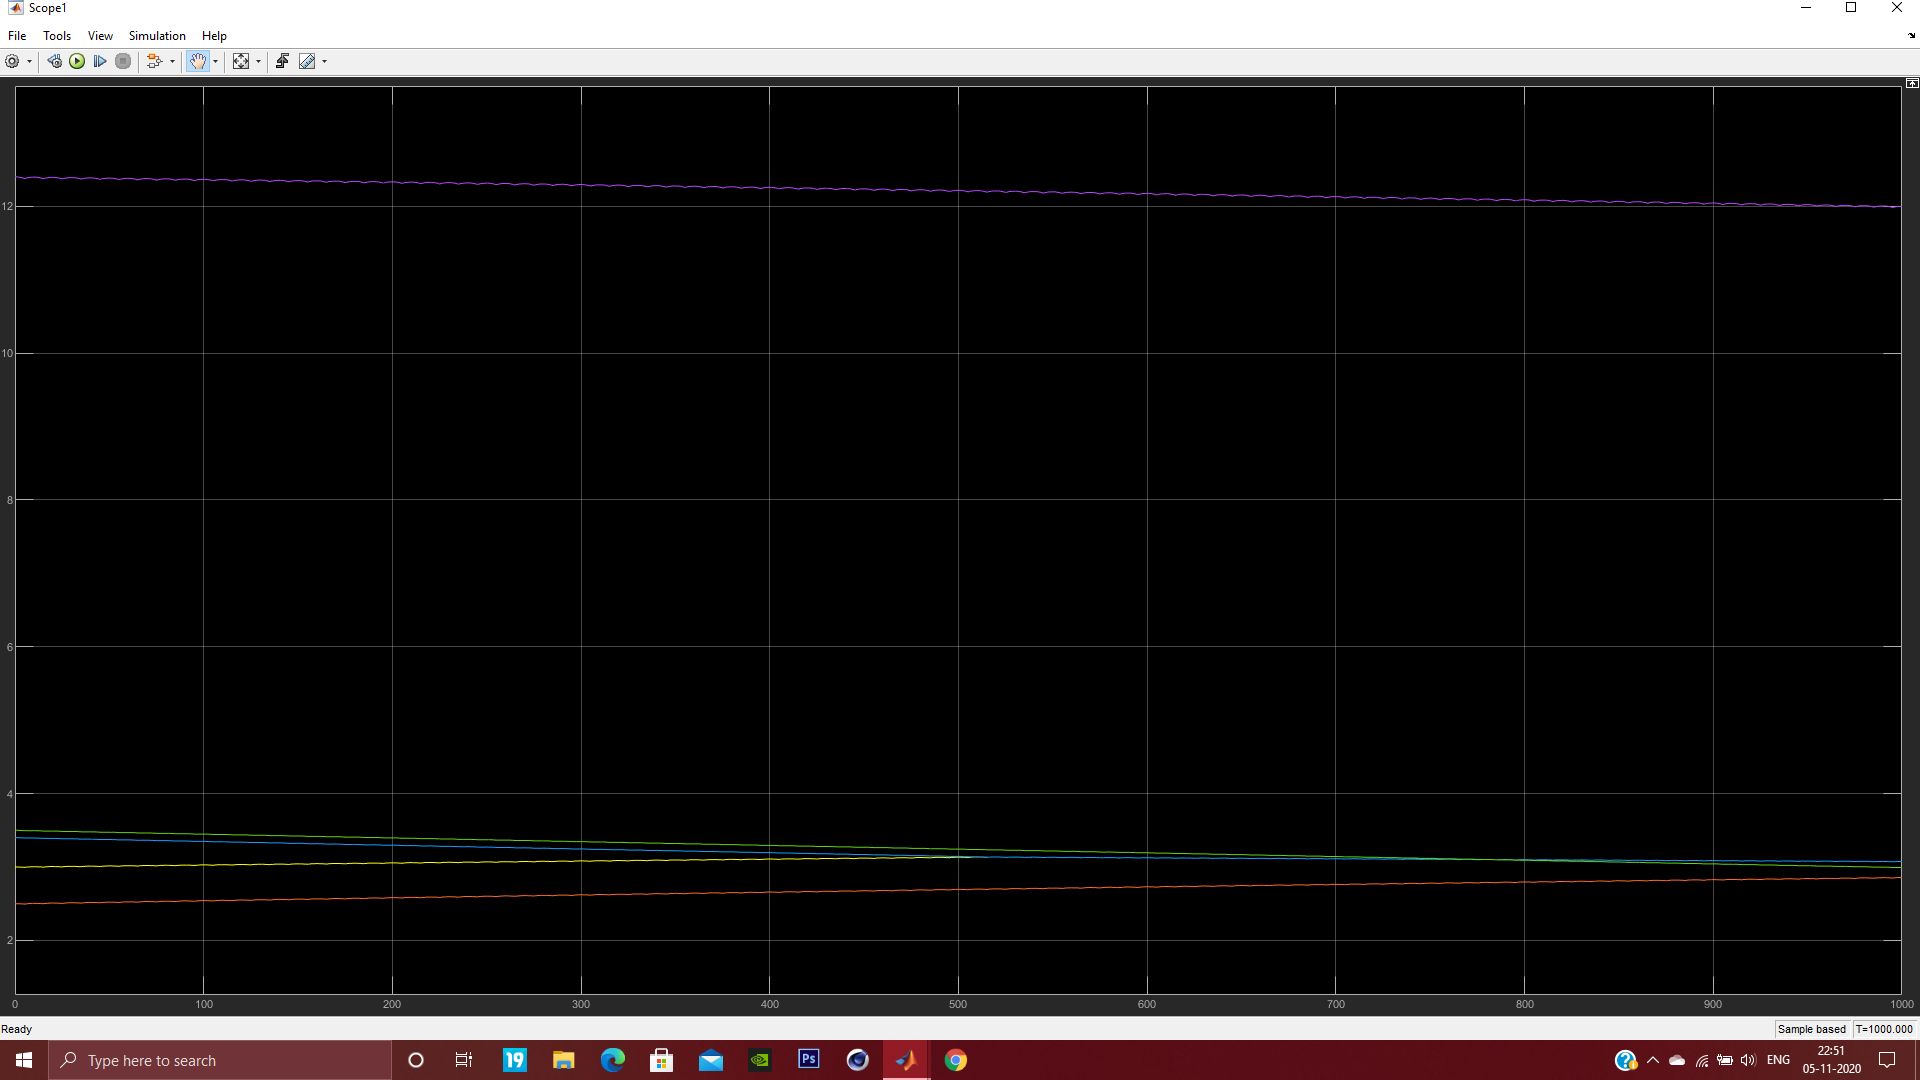 Scope1
File Tools View Simulation Help
12
10
8
6
4
2
0 100 200 300 400 500 600 700 800 900 1000
Ready
Sample based T=1000.000
Type here to search
19
Ps
ENG
22:51
05-11-2020